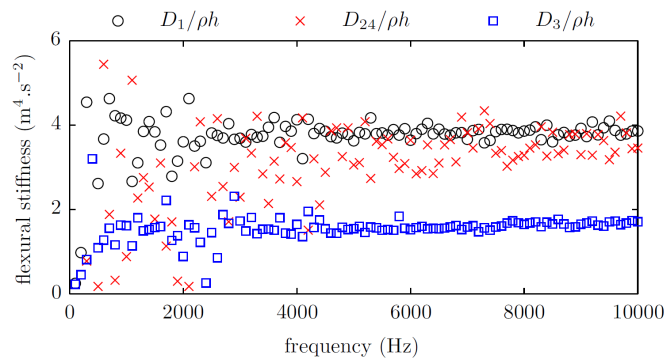 D₁/ρh D₂₄/ρh D₃/ρh
flexural stiffness (m⁴.s⁻²)
6
4
2
0
0 2000 4000 6000 8000 10000
frequency (Hz)